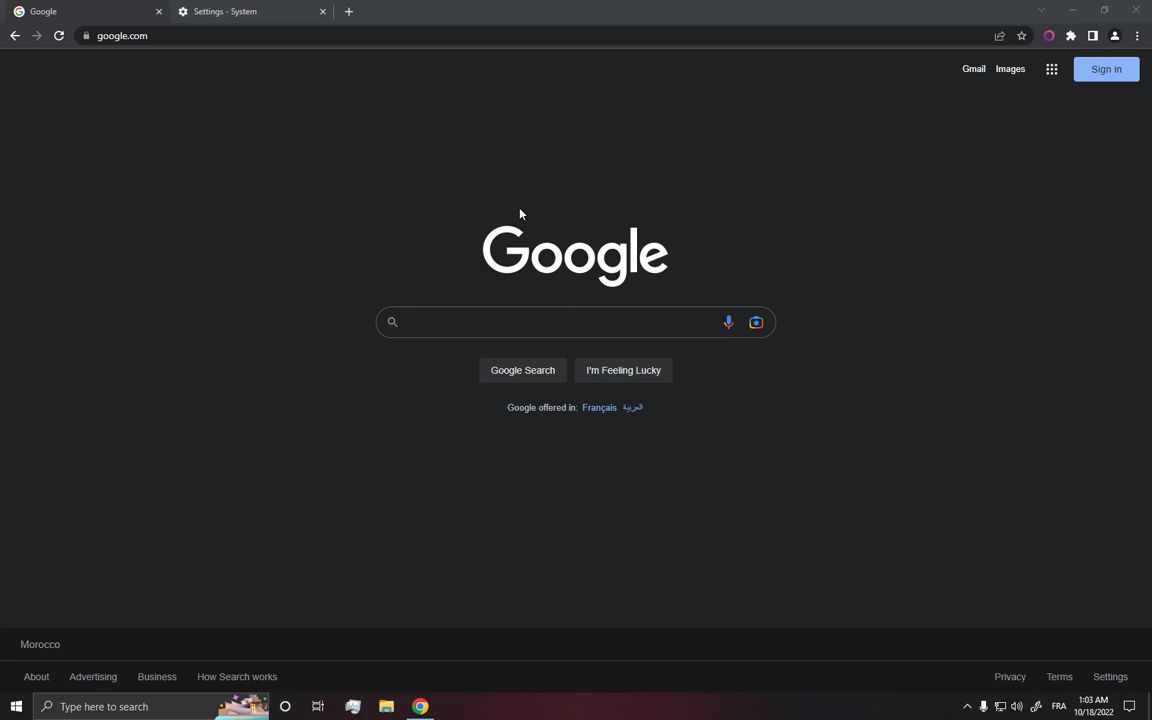 Google
Settings - System
google.com
Gmail Images Sign in
Google
Google Search I'm Feeling Lucky
Google offered in: Français العربية
Morocco
About Advertising Business How Search works Privacy Terms Settings
Type here to search FRA 1:03 AM
10/18/2022